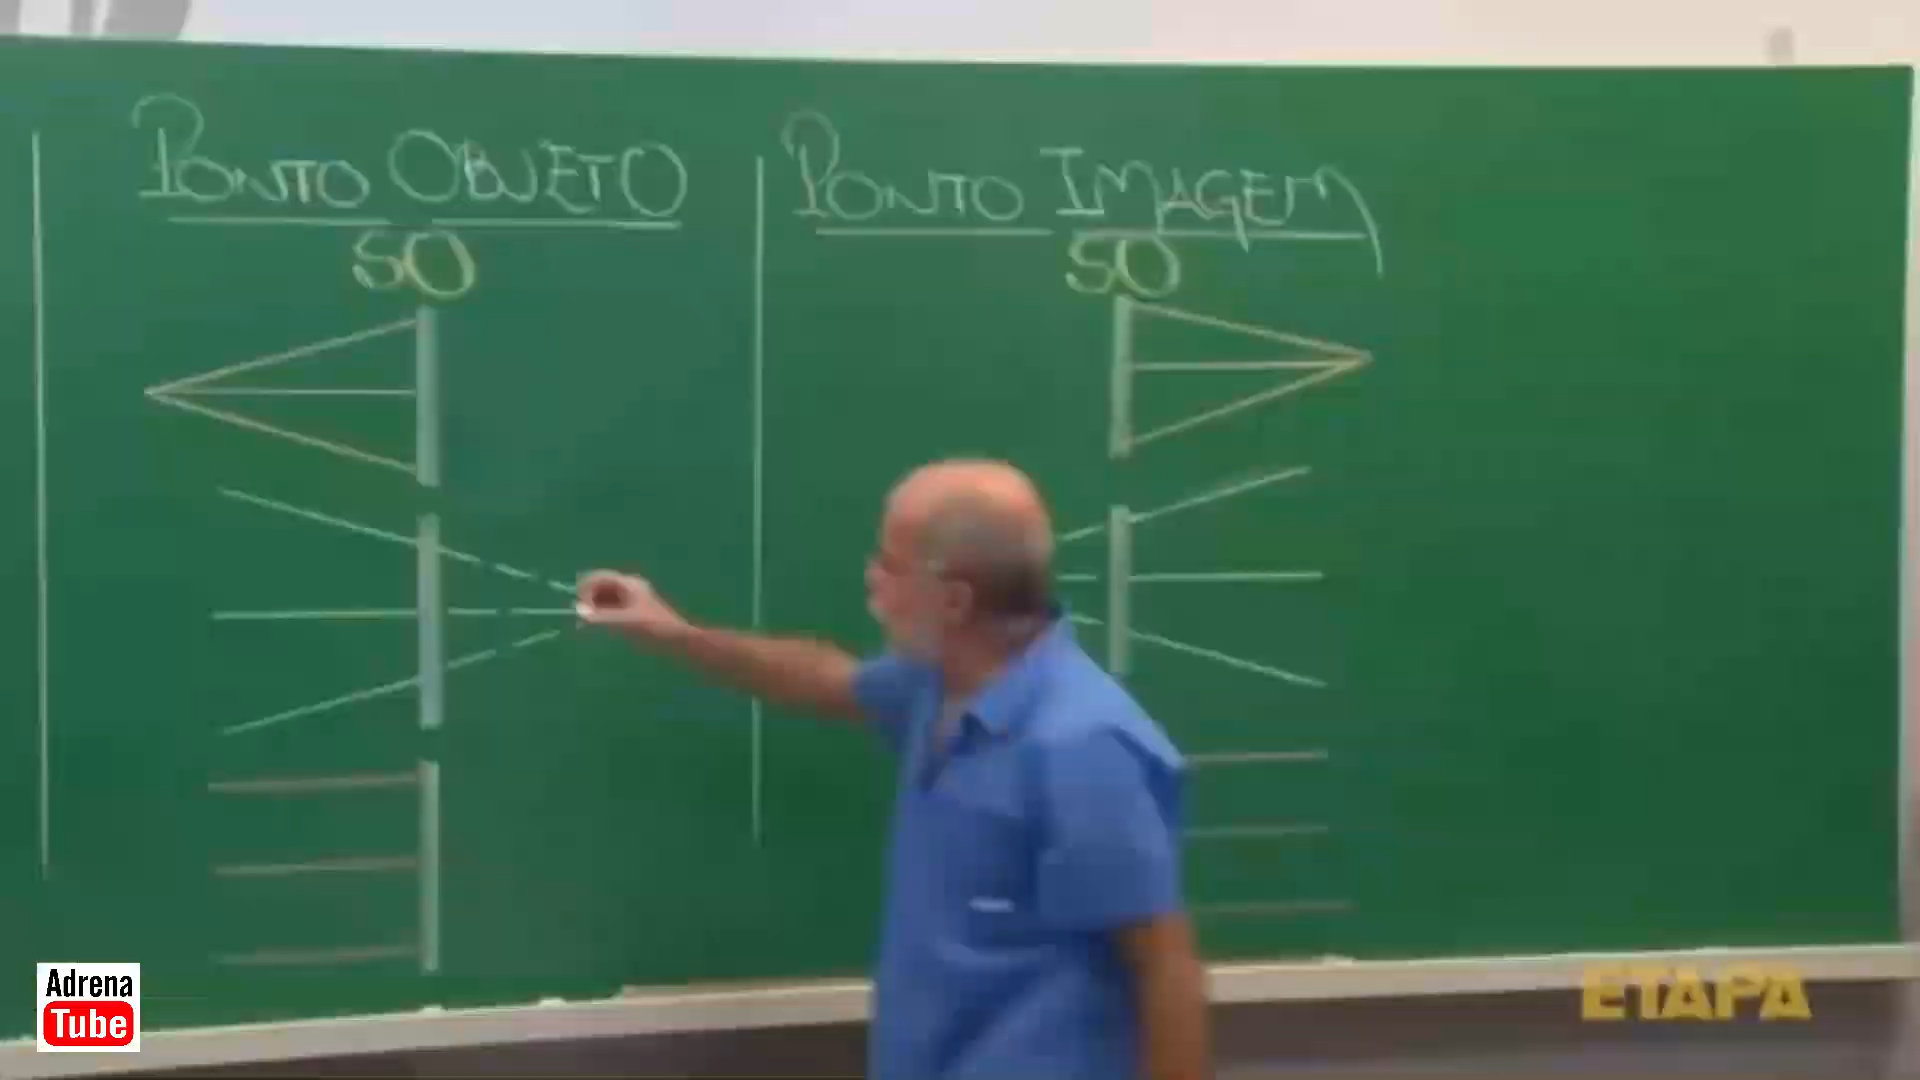 PONTO OBJETO
SO
PONTO IMAGEM
SO
Adrena
Tube
ETAPA